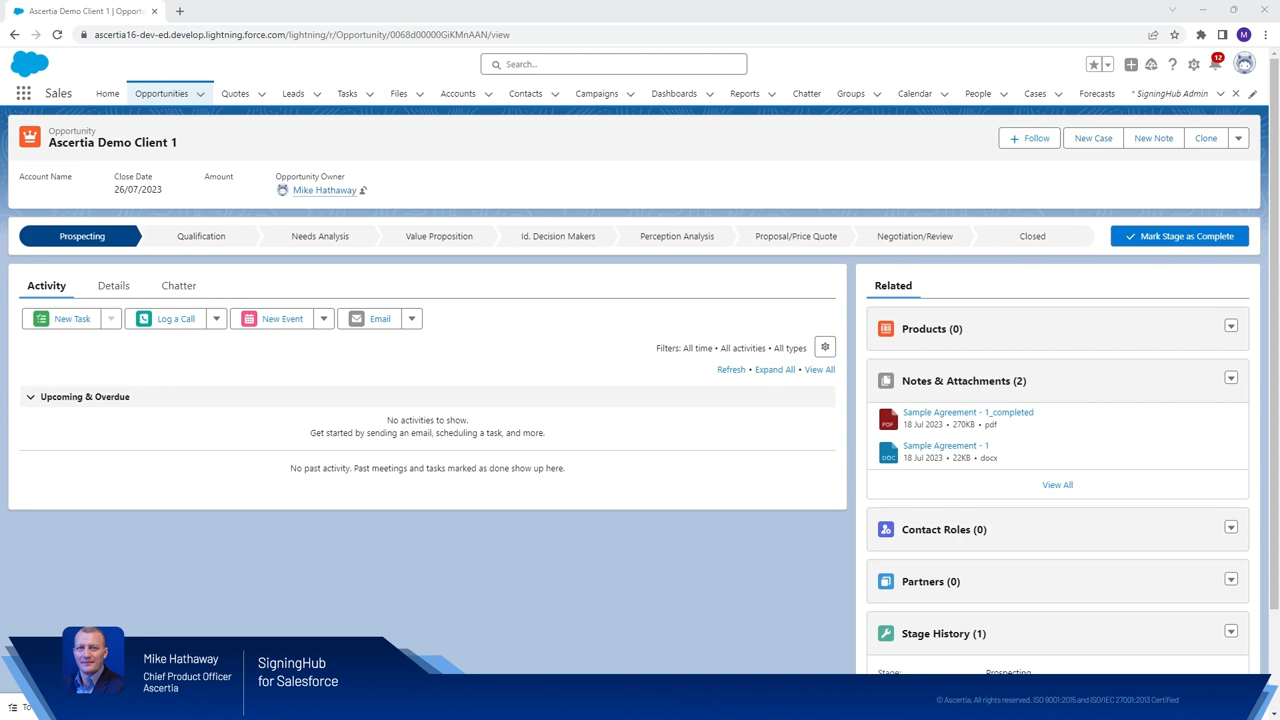 Ascertia Demo Client 1 | Opportu
ascertia16-dev-ed.develop.lightning.force.com/lightning/r/Opportunity/0068d00000GiKMnAAN/view
M
Search...
12
Sales
Home
Opportunities
Quotes
Leads
Tasks
Files
Accounts
Contacts
Campaigns
Dashboards
Reports
Chatter
Groups
Calendar
People
Cases
Forecasts
* SigningHub Admin
Opportunity
Ascertia Demo Client 1
Follow
New Case
New Note
Clone
Account Name
Close Date
26/07/2023
Amount
Opportunity Owner
Mike Hathaway
Prospecting
Qualification
Needs Analysis
Value Proposition
Id. Decision Makers
Perception Analysis
Proposal/Price Quote
Negotiation/Review
Closed
Mark Stage as Complete
Activity
Details
Chatter
New Task
Log a Call
New Event
Email
Filters: All time • All activities • All types
Refresh • Expand All • View All
Upcoming & Overdue
No activities to show.
Get started by sending an email, scheduling a task, and more.
No past activity. Past meetings and tasks marked as done show up here.
Related
Products (0)
Notes & Attachments (2)
PDF
Sample Agreement - 1_completed
18 Jul 2023 • 270KB • pdf
DOC
Sample Agreement - 1
18 Jul 2023 • 22KB • docx
View All
Contact Roles (0)
Partners (0)
Stage History (1)
Stage:
Prospecting
To
Mike Hathaway
Chief Product Officer
Ascertia
SigningHub
for Salesforce
© Ascertia. All rights reserved. ISO 9001:2015 and ISO/IEC 27001:2013 Certified